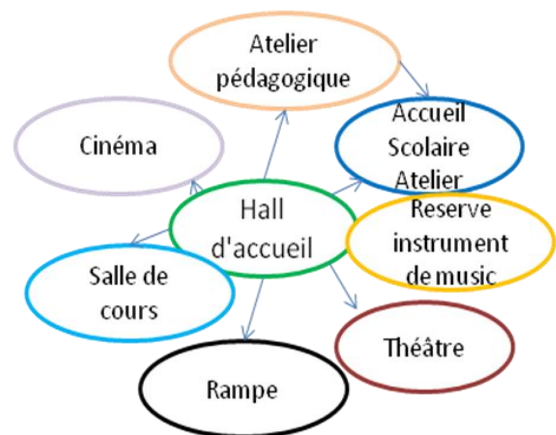 Atelier
pédagogique
Accueil
Scolaire
Atelier
Cinéma
Hall
d'accueil
Reserve
instrument
de music
Salle de
cours
Théâtre
Rampe